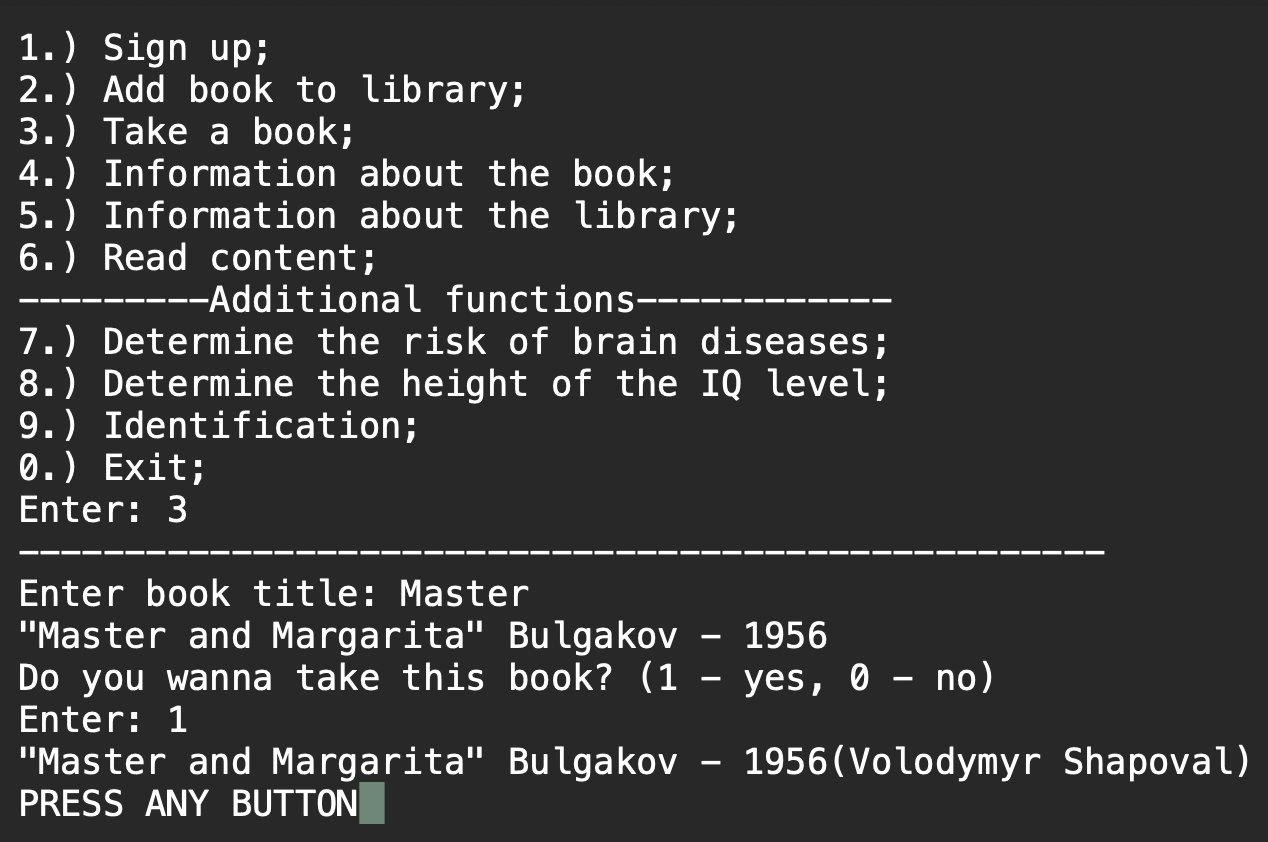 1.) Sign up;
2.) Add book to library;
3.) Take a book;
4.) Information about the book;
5.) Information about the library;
6.) Read content;
---------Additional functions------------
7.) Determine the risk of brain diseases;
8.) Determine the height of the IQ level;
9.) Identification;
0.) Exit;
Enter: 3
---------------------------------------------------
Enter book title: Master
"Master and Margarita" Bulgakov - 1956
Do you wanna take this book? (1 - yes, 0 - no)
Enter: 1
"Master and Margarita" Bulgakov - 1956(Volodymyr Shapoval)
PRESS ANY BUTTON